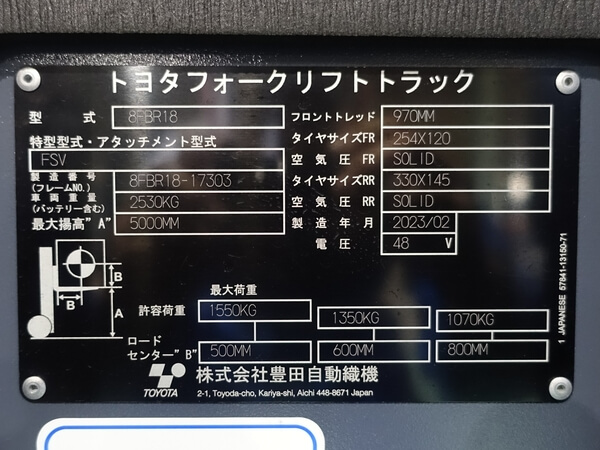 トヨタフォークリフトトラック
型式 8FBR18
特型型式・アタッチメント型式
FSV
製造番号(フレームNO.) 8FBR18-17303
車両重量(バッテリー含む) 2530KG
最大揚高"A" 5000MM
フロントトレッド 970MM
タイヤサイズFR 254X120
空気圧FR SOLID
タイヤサイズRR 330X145
空気圧RR SOLID
製造年月 2023/02
電圧 48 V
B
B
A
最大荷重
許容荷重 1550KG 1350KG 1070KG
ロードセンター"B" 500MM 600MM 800MM
TOYOTA 株式会社豊田自動織機
2-1, Toyoda-cho, Kariya-shi, Aichi 448-8671 Japan
1 JAPANESE 57841-13150-71